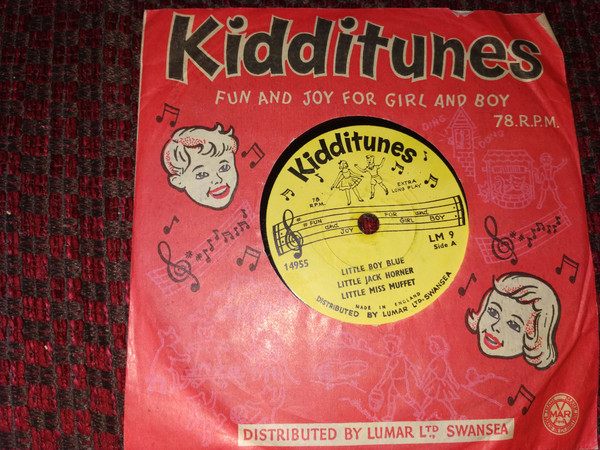 Kidditunes
FUN AND JOY FOR GIRL AND BOY
78.R.P.M.
DING
DONG
Kidditunes
78
R.P.M.
EXTRA
LONG PLAY
FUN and JOY FOR GIRL and BOY
14955
LM 9
Side A
LITTLE BOY BLUE
LITTLE JACK HORNER
LITTLE MISS MUFFET
MADE IN ENGLAND
DISTRIBUTED BY LUMAR LTD. SWANSEA
MAR
DISTRIBUTED BY LUMAR LTD., SWANSEA